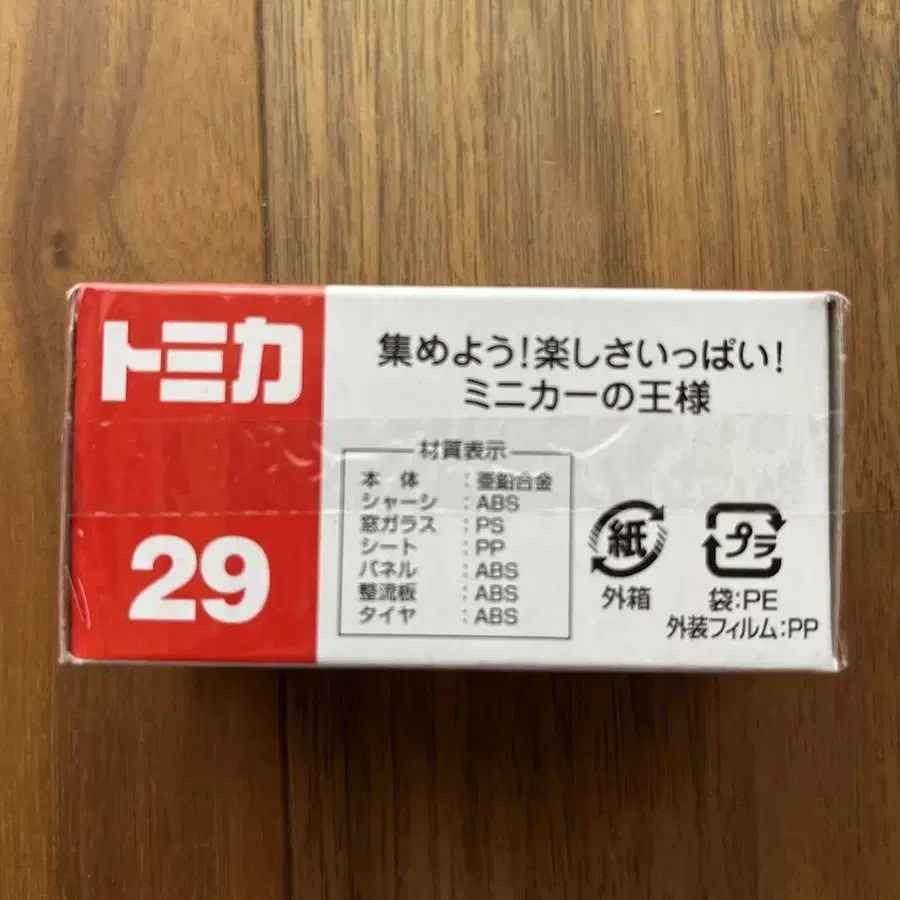 トミカ
29
集めよう!楽しさいっぱい!
ミニカーの王様
材質表示
本体:亜鉛合金
シャーシ:ABS
窓ガラス:PS
シート:PP
パネル:ABS
整流板:ABS
タイヤ:ABS
紙
外箱
プラ
袋:PE
外装フィルム:PP